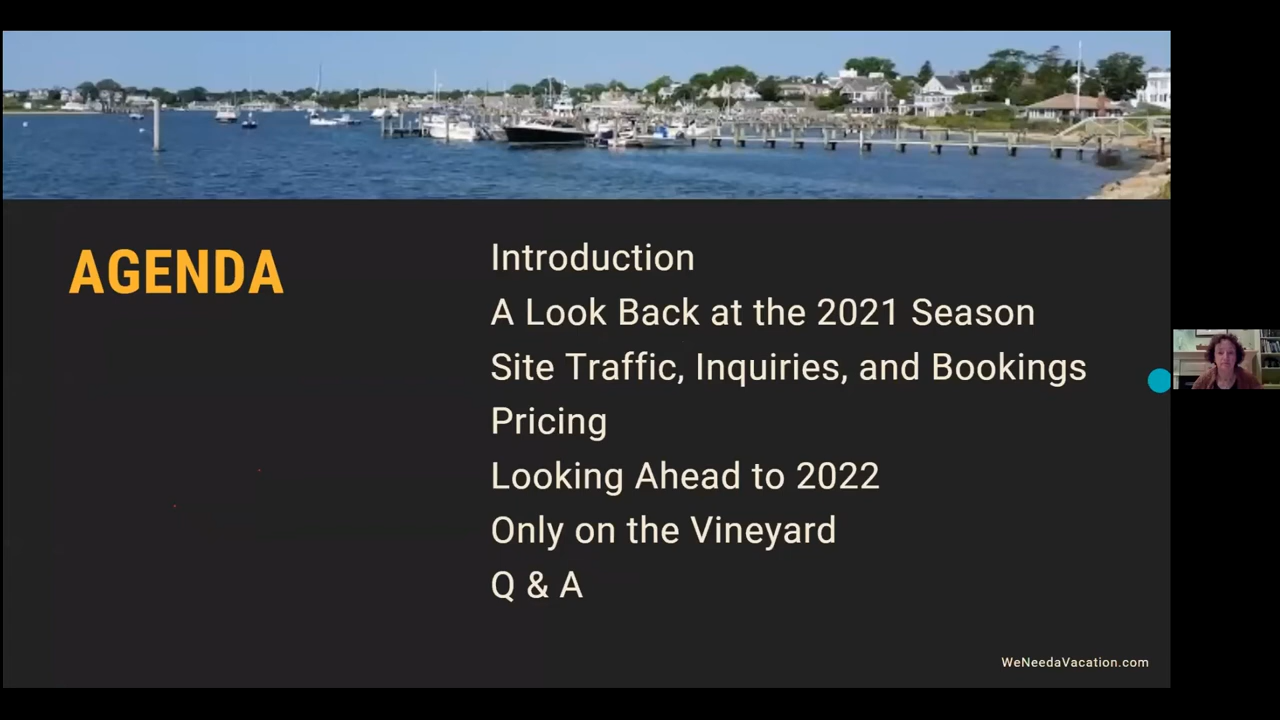 AGENDA
Introduction
A Look Back at the 2021 Season
Site Traffic, Inquiries, and Bookings
Pricing
Looking Ahead to 2022
Only on the Vineyard
Q & A
WeNeedaVacation.com